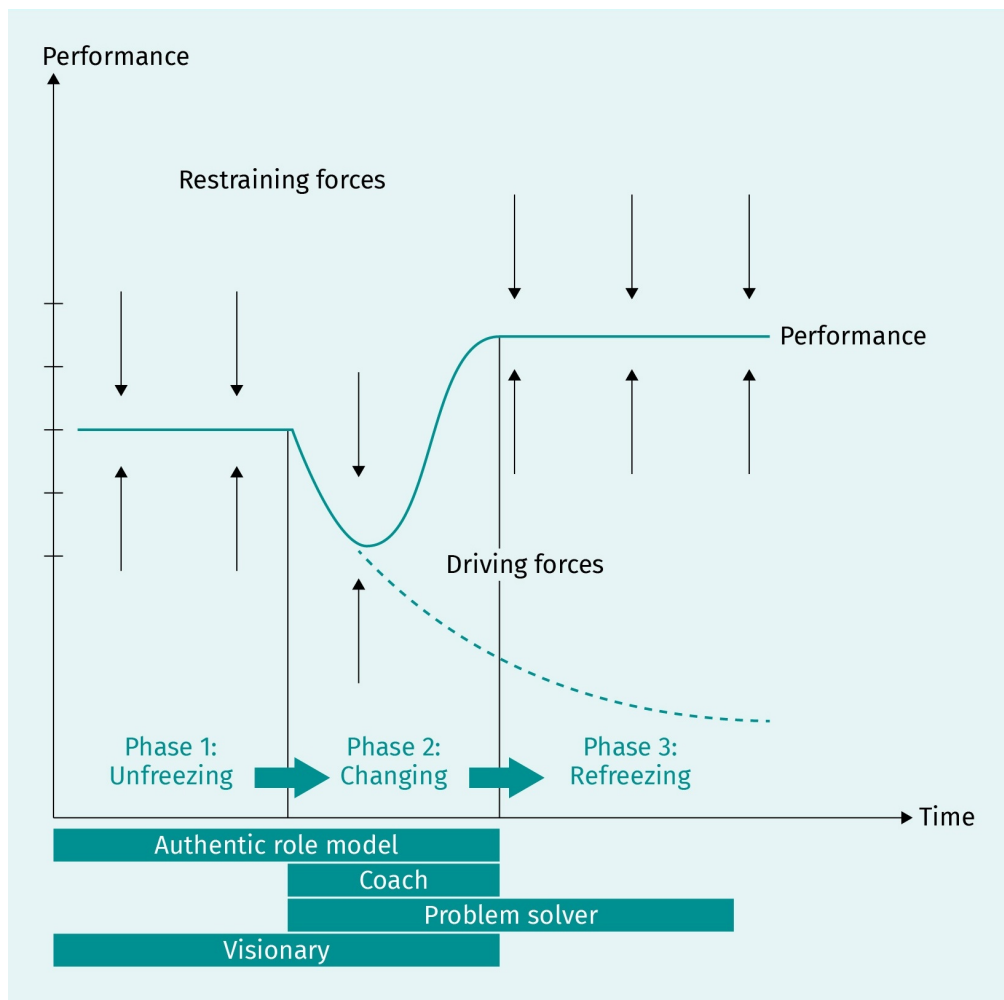 Performance
Restraining forces
Performance
Driving forces
Phase 1:
Unfreezing
Phase 2:
Changing
Phase 3:
Refreezing
Time
Authentic role model
Coach
Problem solver
Visionary